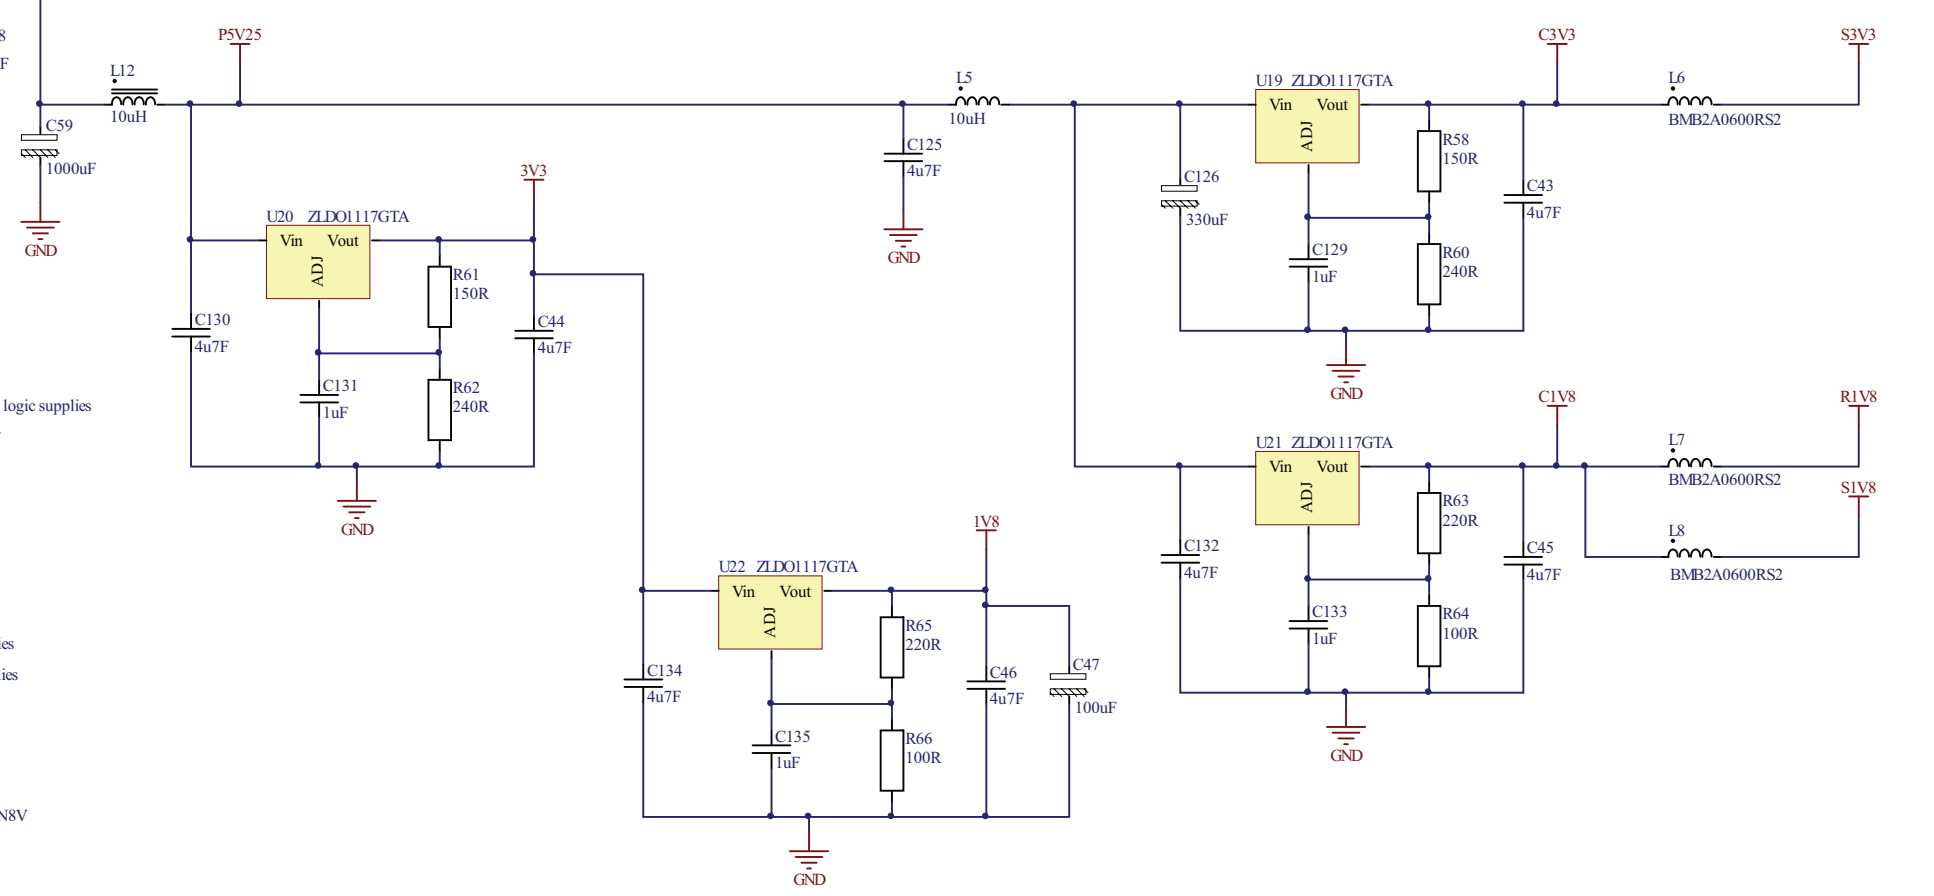 8
F
P5V25
L12
10uH
C59
1000uF
GND
3V3
U20 ZLDO1117GTA
Vin Vout
ADJ
R61
150R
C130
4u7F
C44
4u7F
C131
1uF
R62
240R
GND
logic supplies
ies
lies
N8V
L5
10uH
C125
4u7F
GND
U19 ZLDO1117GTA
Vin Vout
ADJ
C3V3
S3V3
L6
BMB2A0600RS2
R58
150R
C126
330uF
C43
4u7F
C129
1uF
R60
240R
GND
1V8
U22 ZLDO1117GTA
Vin Vout
ADJ
R65
220R
C134
4u7F
C46
4u7F
C47
100uF
C135
1uF
R66
100R
GND
C1V8
R1V8
U21 ZLDO1117GTA
Vin Vout
ADJ
L7
BMB2A0600RS2
S1V8
L8
BMB2A0600RS2
R63
220R
C132
4u7F
C45
4u7F
C133
1uF
R64
100R
GND